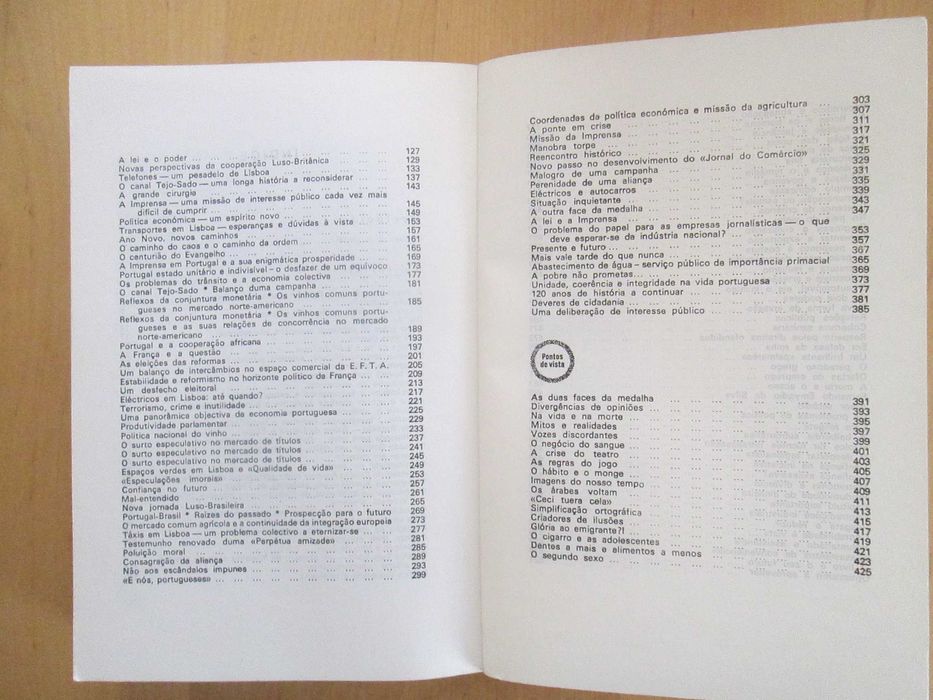 A lei e o poder ... ... ... ... ... ... ... 127
Novas perspectivas da cooperação Luso-Britânica ... ... ... 129
Telefones — um pesadelo de Lisboa ... ... ... ... 133
O canal Tejo-Sado — uma longa história a reconsiderar ... ... 137
A grande cirurgia ... ... ... ... ... ... ... 143
A Imprensa — uma missão de interesse público cada vez mais
difícil de cumprir ... ... ... ... ... ... 145
Política económica — um espírito novo ... ... ... ... 149
Transportes em Lisboa — esperanças e dúvidas à vista ... ... 153
Ano Novo, novos caminhos ... ... ... ... ... 157
O caminho do caos e o caminho da ordem ... ... ... 161
O centurião do Evangelho ... ... ... ... ... 165
A Imprensa em Portugal e a sua enigmática prosperidade ... 169
Portugal estado unitário e indivisível — o desfazer de um equívoco 173
Os problemas do trânsito e a economia colectiva ... ... ... 177
O canal Tejo-Sado * Balanço duma campanha ... ... ... 181
Reflexos da conjuntura monetária * Os vinhos comuns portu-
gueses no mercado norte-americano ... ... ... ... 185
Reflexos da conjuntura monetária * Os vinhos comuns portu-
gueses e as suas relações de concorrência no mercado
norte-americano ... ... ... ... ... ... 189
Portugal e a cooperação africana ... ... ... ... 193
A França e a questão ... ... ... ... ... ... 197
As eleições das reformas ... ... ... ... ... ... 201
Um balanço de intercâmbios no espaço comercial da E. F. T. A. 205
Estabilidade e reformismo no horizonte político da França ... ... 209
Um desfecho eleitoral ... ... ... ... ... ... 213
Eléctricos em Lisboa: até quando? ... ... ... ... 217
Terrorismo, crime e inutilidade ... ... ... ... ... 221
Uma panorâmica objectiva da economia portuguesa ... ... ... 225
Produtividade parlamentar ... ... ... ... ... 229
Política nacional do vinho ... ... ... ... ... 233
O surto especulativo no mercado de títulos ... ... ... 237
O surto especulativo no mercado de títulos ... ... ... 241
O surto especulativo no mercado de títulos ... ... ... 245
Espaços verdes em Lisboa e «Qualidade de vida» ... ... ... 249
«Especulações imorais» ... ... ... ... ... ... 253
Confiança no futuro ... ... ... ... ... ... 257
Mal-entendido ... ... ... ... ... ... ... 261
Nova jornada Luso-Brasileira ... ... ... ... ... 265
Portugal-Brasil * Raízes do passado * Prospecção para o futuro 269
O mercado comum agrícola e a continuidade da integração europeia 273
Táxis em Lisboa — um problema colectivo a eternizar-se ... ... 277
Testemunho renovado duma «Perpétua amizade» ... ... ... 281
Poluição moral ... ... ... ... ... ... ... 285
Consagração da aliança ... ... ... ... ... ... 289
Não aos escândalos impunes ... ... ... ... ... 293
«E nós, portugueses» ... ... ... ... ... ... 299
Coordenadas da política económica e missão da agricultura ... 303
A ponte em crise ... ... ... ... ... ... 307
Missão da Imprensa ... ... ... ... ... ... 311
Manobra torpe ... ... ... ... ... ... ... 317
Reencontro histórico ... ... ... ... ... ... 321
Novo passo no desenvolvimento do «Jornal do Comércio» ... 325
Malogro de uma campanha ... ... ... ... ... 329
Perenidade de uma aliança ... ... ... ... ... 331
Eléctricos e autocarros ... ... ... ... ... ... 335
Situação inquietante ... ... ... ... ... ... 339
A outra face da medalha ... ... ... ... ... 343
A lei e a Imprensa ... ... ... ... ... ... 347
O problema do papel para as empresas jornalísticas — o que
deve esperar-se da indústria nacional? ... ... ... ... 353
Presente e futuro ... ... ... ... ... ... ... 357
Mais vale tarde do que nunca ... ... ... ... ... 367
Abastecimento de água — serviço público de importância primacial 365
A pobre não prometas ... ... ... ... ... ... 369
Unidade, coerência e integridade na vida portuguesa ... ... 373
120 anos de história a continuar ... ... ... ... ... 377
Deveres de cidadania ... ... ... ... ... ... 381
Uma deliberação de interesse público ... ... ... ... 385
Pontos
de vista
As duas faces da medalha ... ... ... ... ... 391
Divergências de opiniões ... ... ... ... ... ... 393
Na vida e na morte ... ... ... ... ... ... 395
Mitos e realidades ... ... ... ... ... ... 397
Vozes discordantes ... ... ... ... ... ... 399
O negócio do sangue ... ... ... ... ... ... 401
A crise do teatro ... ... ... ... ... ... 403
As regras do jogo ... ... ... ... ... ... 405
O hábito e o monge ... ... ... ... ... ... 407
Imagens do nosso tempo ... ... ... ... ... ... 409
Os árabes voltam ... ... ... ... ... ... 411
«Ceci tuera cela» ... ... ... ... ... ... 413
Simplificação ortográfica ... ... ... ... ... ... 415
Criadores de ilusões ... ... ... ... ... ... 417
Glória ao emigrante?! ... ... ... ... ... ... 419
O cigarro e as adolescentes ... ... ... ... ... 421
Dentes a mais e alimentos a menos ... ... ... ... 423
O segundo sexo ... ... ... ... ... ... ... 425